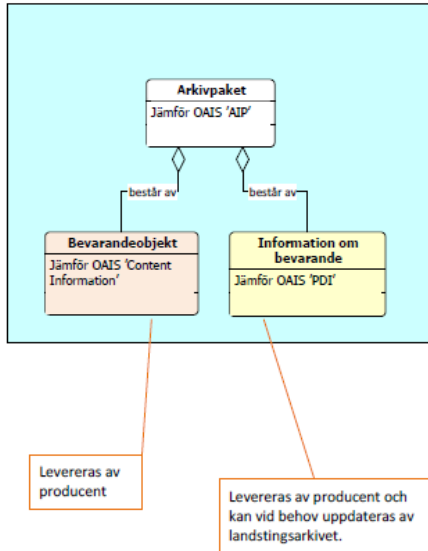 Arkivpaket
Jämför OAIS 'AIP'
består av
består av
Bevarandeobjekt
Jämför OAIS 'Content
Information'
Information om
bevarande
Jämför OAIS 'PDI'
Levereras av
producent
Levereras av producent och
kan vid behov uppdateras av
landstingsarkivet.